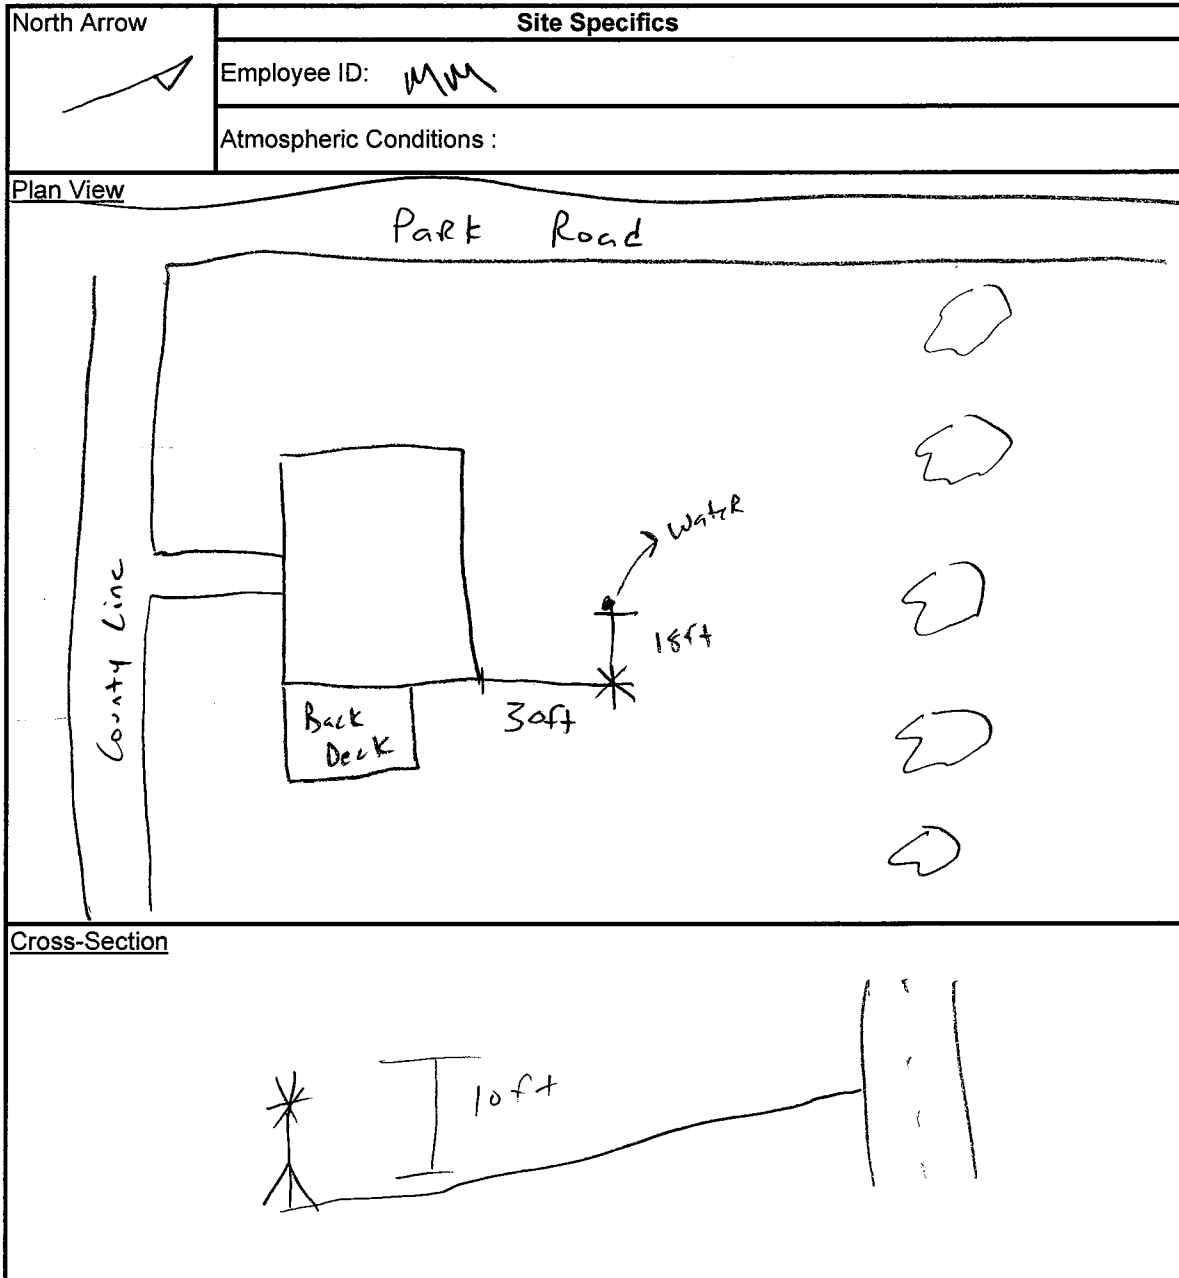 North Arrow
Site Specifics
Employee ID: MM
Atmospheric Conditions :
Plan View
Park Road
Water
County Line
18ft
30ft
Back
Deck
Cross-Section
10ft